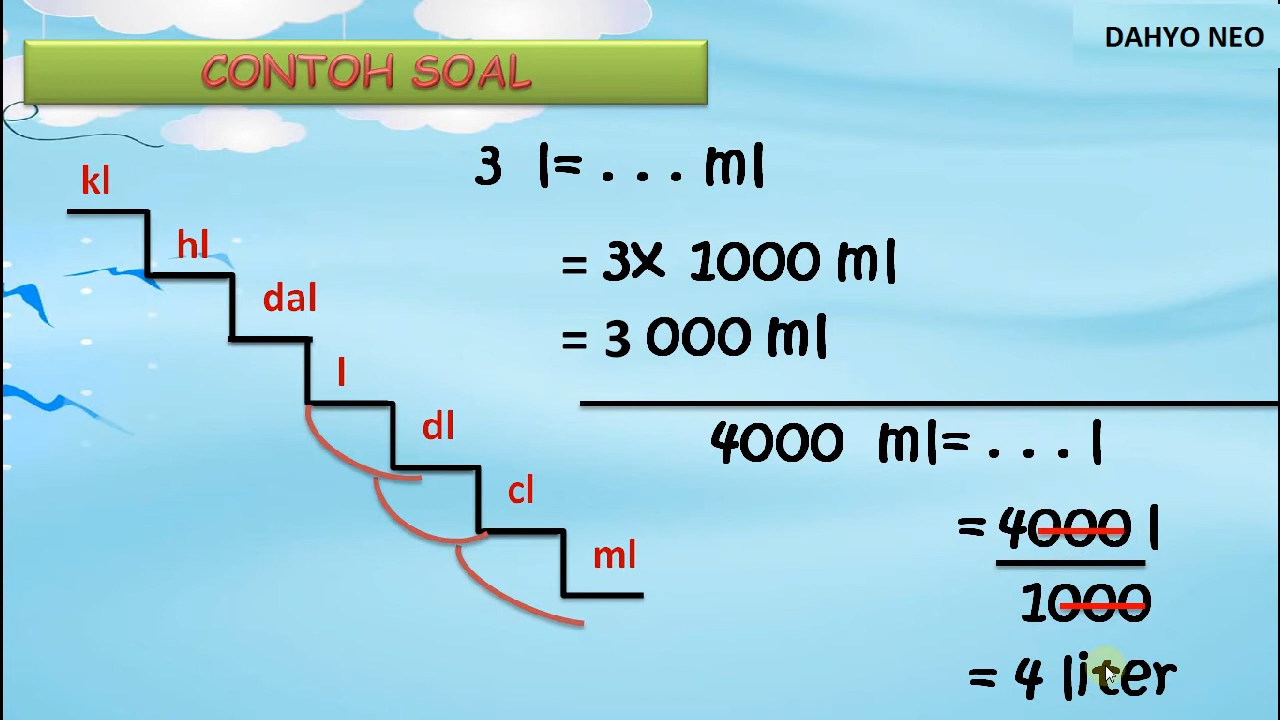 DAHYO NEO
CONTOH SOAL
kl
hl
dal
l
dl
cl
ml
3 l= . . . ml
= 3x 1000 ml
= 3 000 ml
4000 ml= . . . l
= 4000 l
1000
= 4 liter